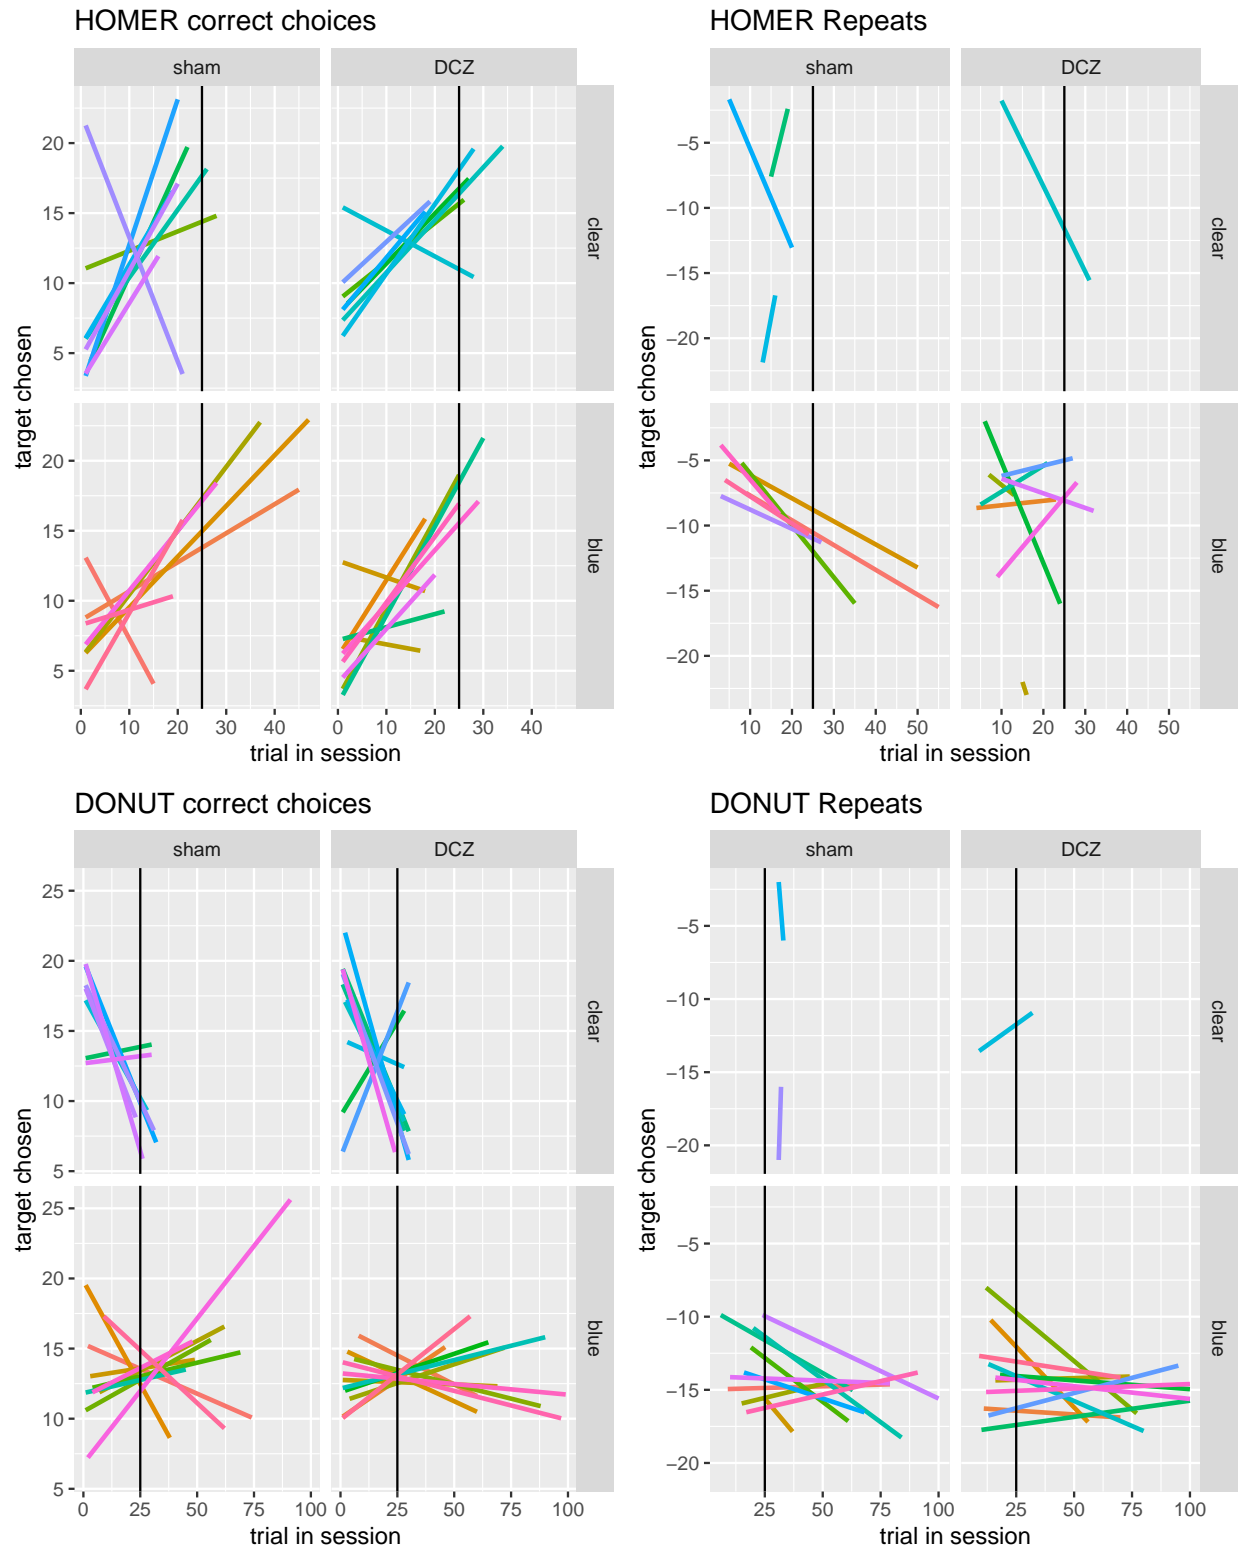 HOMER correct choices
sham DCZ
20
15
10
5
clear
20
15
10
5
blue
target chosen
0 10 20 30 40 0 10 20 30 40
trial in session
HOMER Repeats
sham DCZ
−5
−10
−15
−20
clear
−5
−10
−15
−20
blue
target chosen
10 20 30 40 50 10 20 30 40 50
trial in session
DONUT correct choices
sham DCZ
25
20
15
10
5
clear
25
20
15
10
5
blue
target chosen
0 25 50 75 100 0 25 50 75 100
trial in session
DONUT Repeats
sham DCZ
−5
−10
−15
−20
clear
−5
−10
−15
−20
blue
target chosen
25 50 75 100 25 50 75 100
trial in session